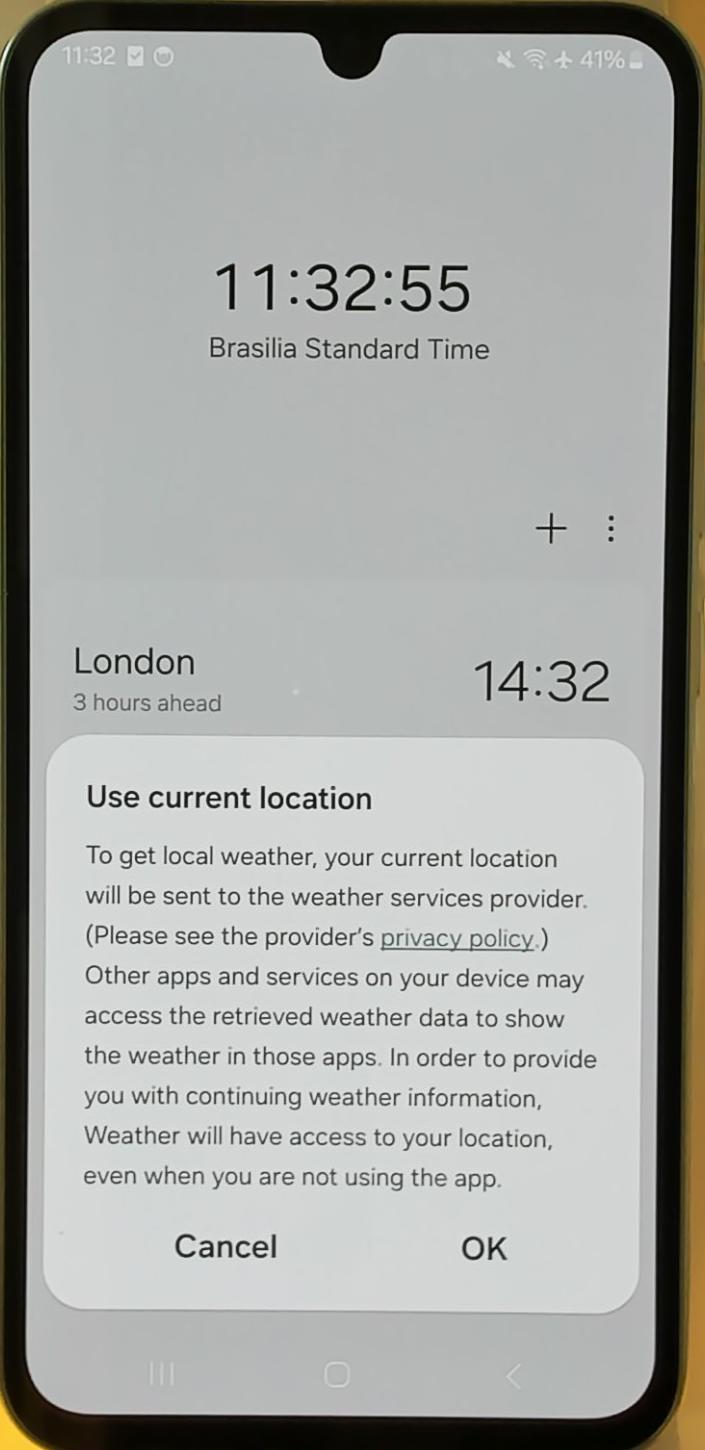 11:32 41%
11:32:55
Brasilia Standard Time
London 14:32
3 hours ahead
Use current location
To get local weather, your current location
will be sent to the weather services provider.
(Please see the provider's privacy policy.)
Other apps and services on your device may
access the retrieved weather data to show
the weather in those apps. In order to provide
you with continuing weather information,
Weather will have access to your location,
even when you are not using the app.
Cancel OK